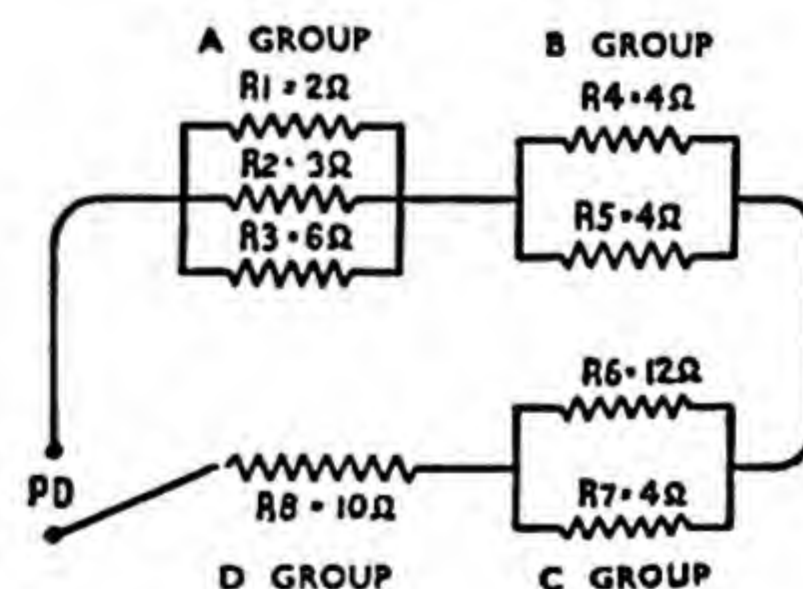 A GROUP
R1 = 2Ω
R2 · 3Ω
R3 · 6Ω
B GROUP
R4 · 4Ω
R5 · 4Ω
R6 · 12Ω
R7 · 4Ω
C GROUP
PD
R8 · 10Ω
D GROUP